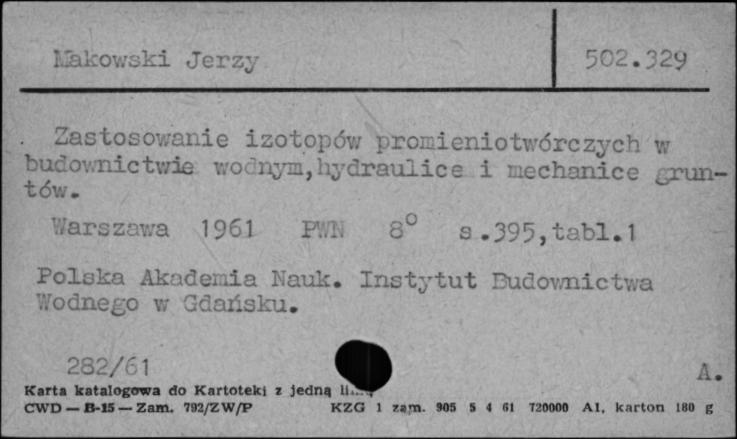 Makowski Jerzy
502.329
Zastosowanie izotopów promieniotwórczych w
budownictwie wodnym,hydraulice i mechanice grun-
tów.
Warszawa 1961 PWN 8° s.395,tabl.1
Polska Akademia Nauk. Instytut Budownictwa
Wodnego w Gdańsku.
282/61
A.
Karta katalogowa do Kartoteki z jedną
CWD — B-15 — Zam. 792/ZW/P KZG 1 zam. 905 5 4 61 720000 A1, karton 180 g